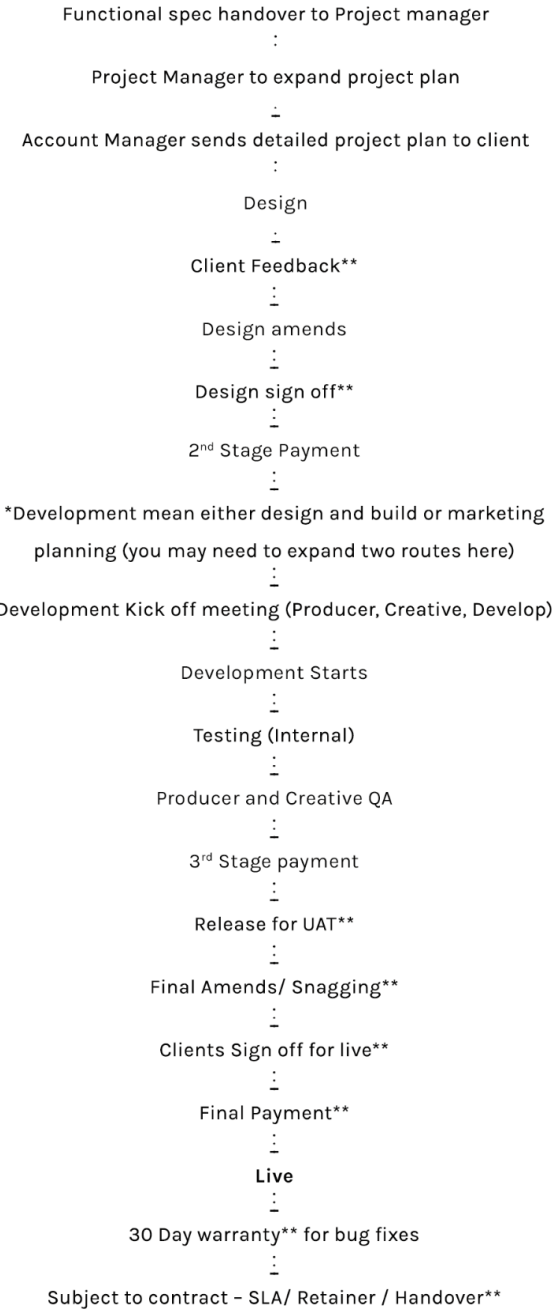 Functional spec handover to Project manager
:
Project Manager to expand project plan
:
Account Manager sends detailed project plan to client
:
Design
:
Client Feedback**
:
Design amends
:
Design sign off**
:
2nd Stage Payment
:
*Development mean either design and build or marketing
planning (you may need to expand two routes here)
:
Development Kick off meeting (Producer, Creative, Develop)
:
Development Starts
:
Testing (Internal)
:
Producer and Creative QA
:
3rd Stage payment
:
Release for UAT**
:
Final Amends/ Snagging**
:
Clients Sign off for live**
:
Final Payment**
:
Live
:
30 Day warranty** for bug fixes
:
Subject to contract – SLA/ Retainer / Handover**